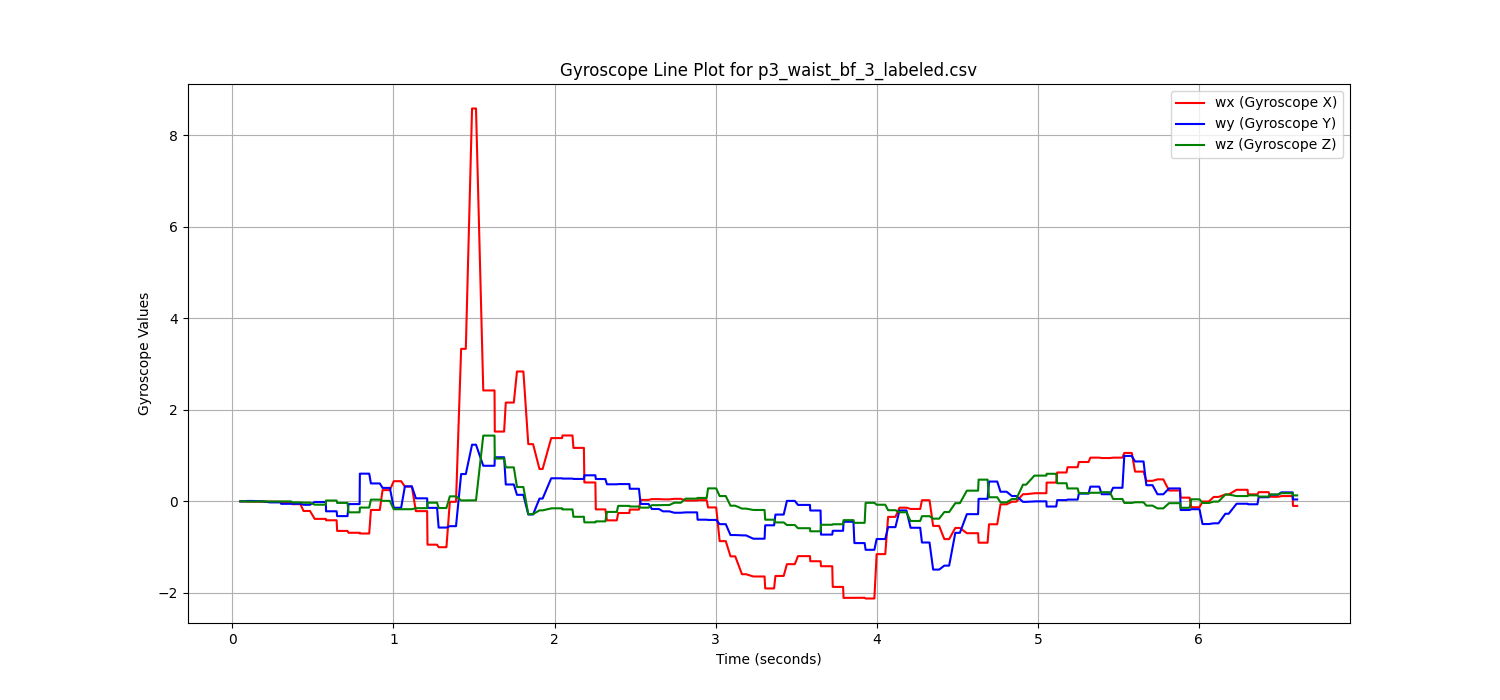 Gyroscope Line Plot for p3_waist_bf_3_labeled.csv
wx (Gyroscope X)
wy (Gyroscope Y)
wz (Gyroscope Z)
Gyroscope Values
8
6
4
2
0
−2
0 1 2 3 4 5 6
Time (seconds)